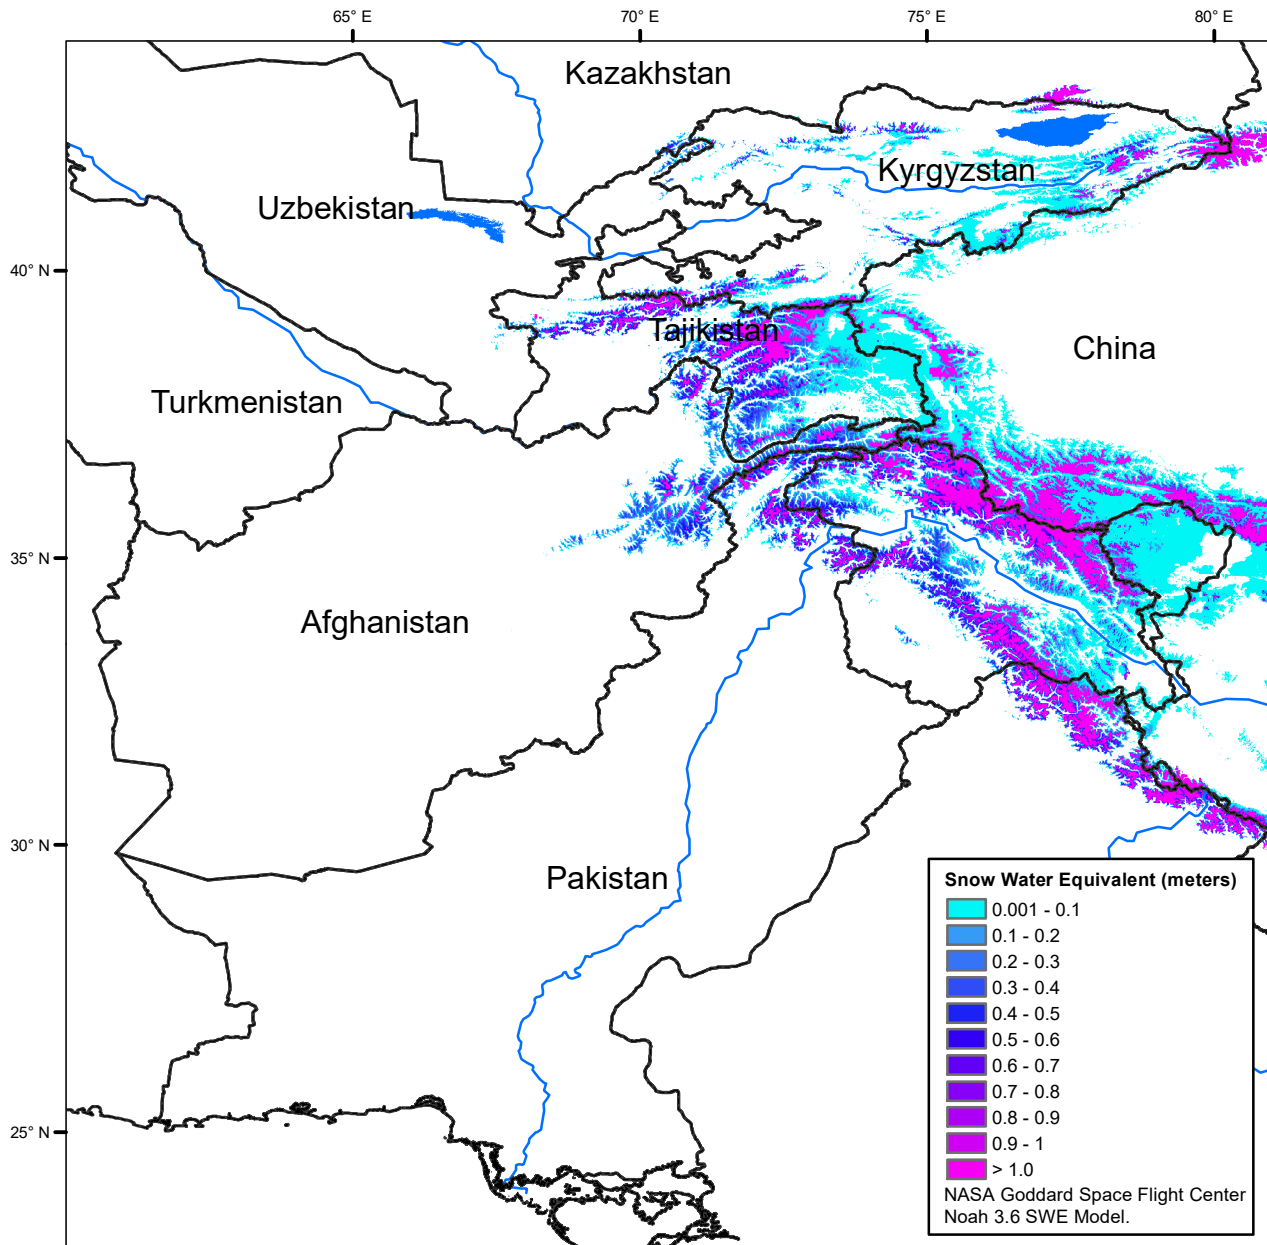 65° E
70° E
75° E
80° E
Kazakhstan
Kyrgyzstan
Uzbekistan
40° N
Tajikistan
China
Turkmenistan
35° N
Afghanistan
30° N
Pakistan
25° N
Snow Water Equivalent (meters)
0.001 - 0.1
0.1 - 0.2
0.2 - 0.3
0.3 - 0.4
0.4 - 0.5
0.5 - 0.6
0.6 - 0.7
0.7 - 0.8
0.8 - 0.9
0.9 - 1
> 1.0
NASA Goddard Space Flight Center
Noah 3.6 SWE Model.